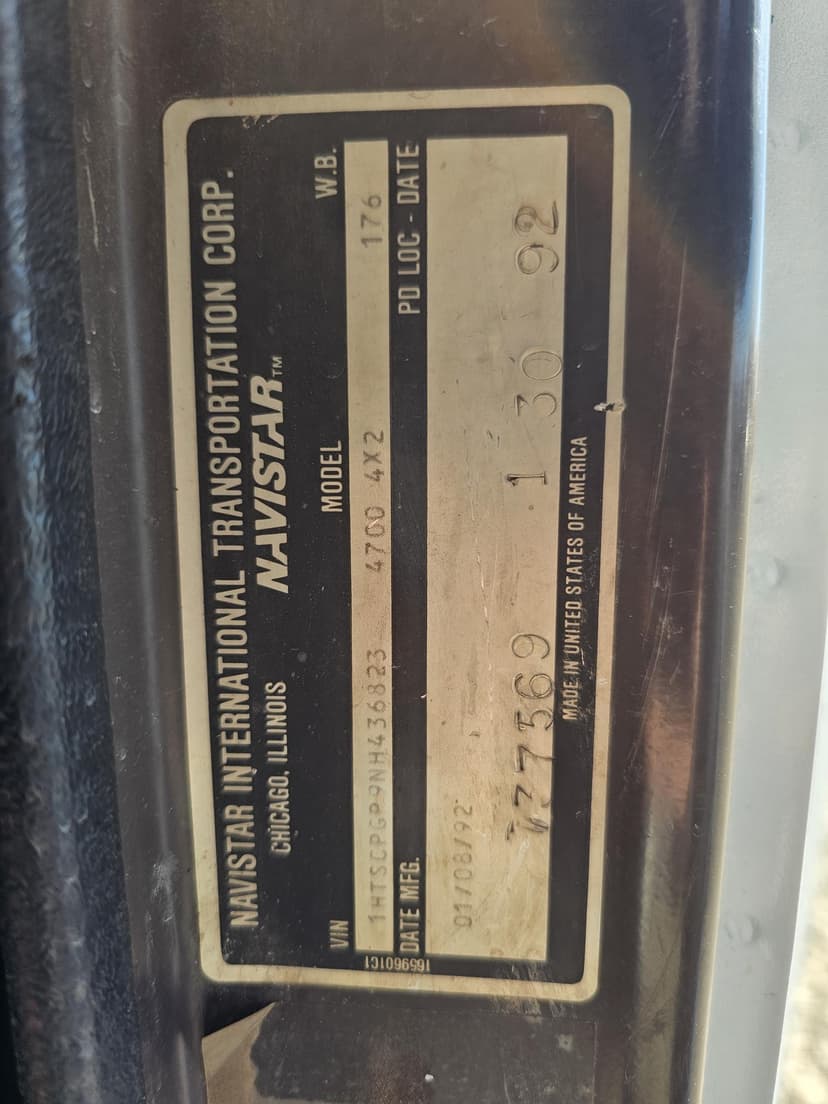 NAVISTAR INTERNATIONAL TRANSPORTATION CORP.
CHICAGO, ILLINOIS NAVISTAR™
VIN MODEL W.B.
1HTSCPGP9NH436823 4700 4X2 176
DATE MFG. PD LOC - DATE
01/08/92
1 30 92
MADE IN UNITED STATES OF AMERICA
1659601C1